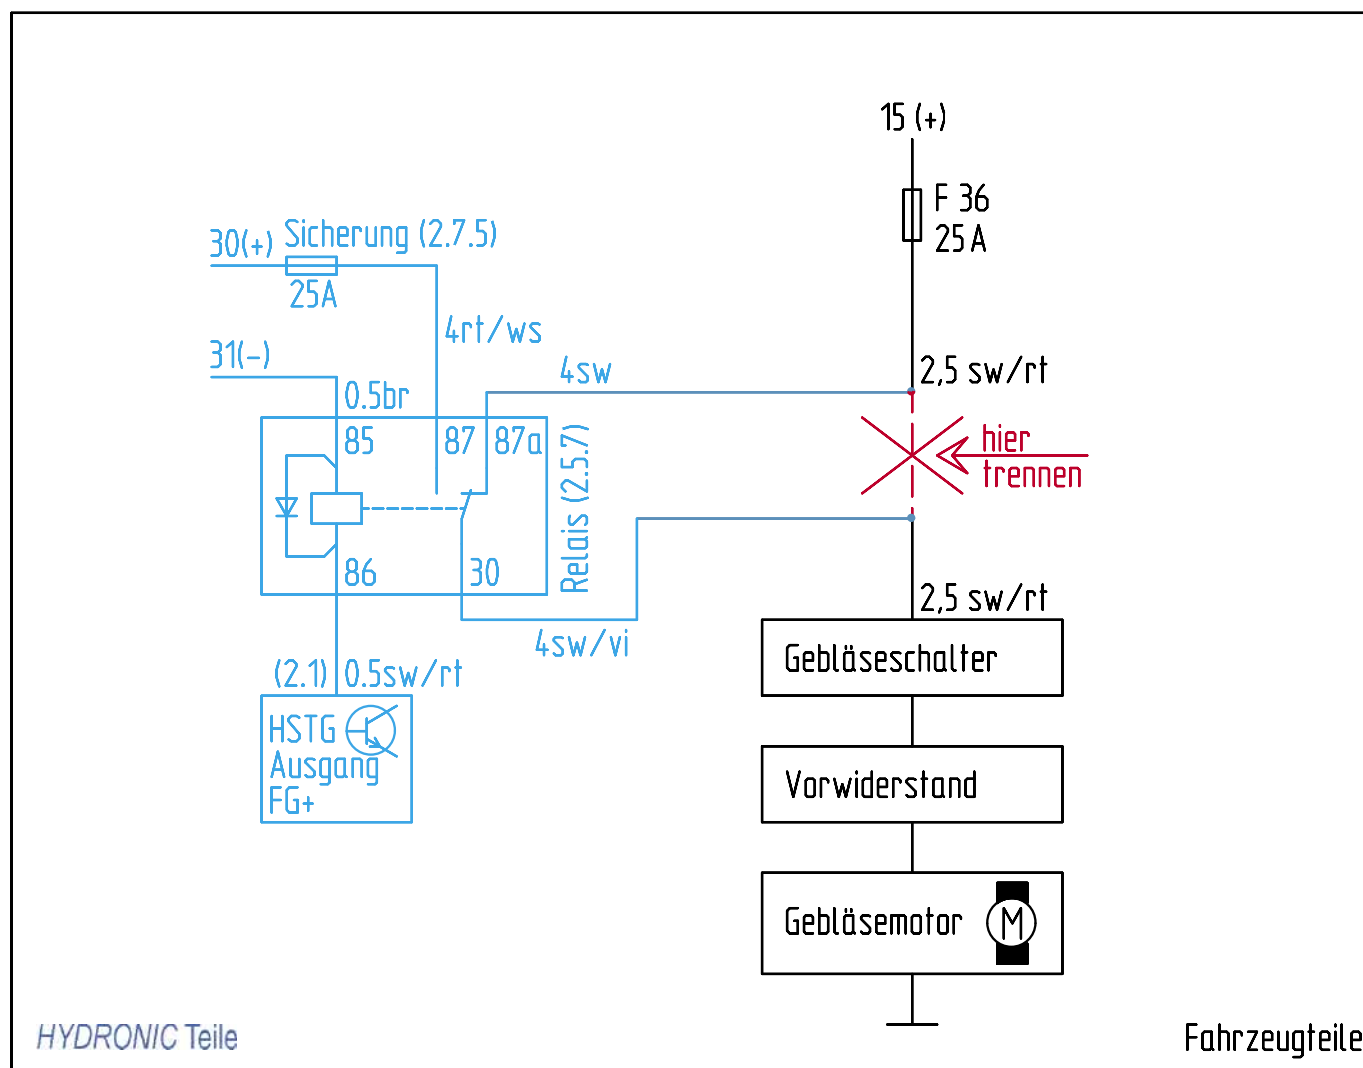 15 (+)
F 36
25 A
Sicherung (2.7.5)
30(+)
25A
4rt/ws
31(-)
4sw
2,5 sw/rt
0.5br
85
87
87a
hier
trennen
Relais (2.5.7)
86
30
2,5 sw/rt
4sw/vi
Gebläseschalter
(2.1)
0.5sw/rt
HSTG
Ausgang
FG+
Vorwiderstand
Gebläsemotor
M
HYDRONIC Teile
Fahrzeugteile